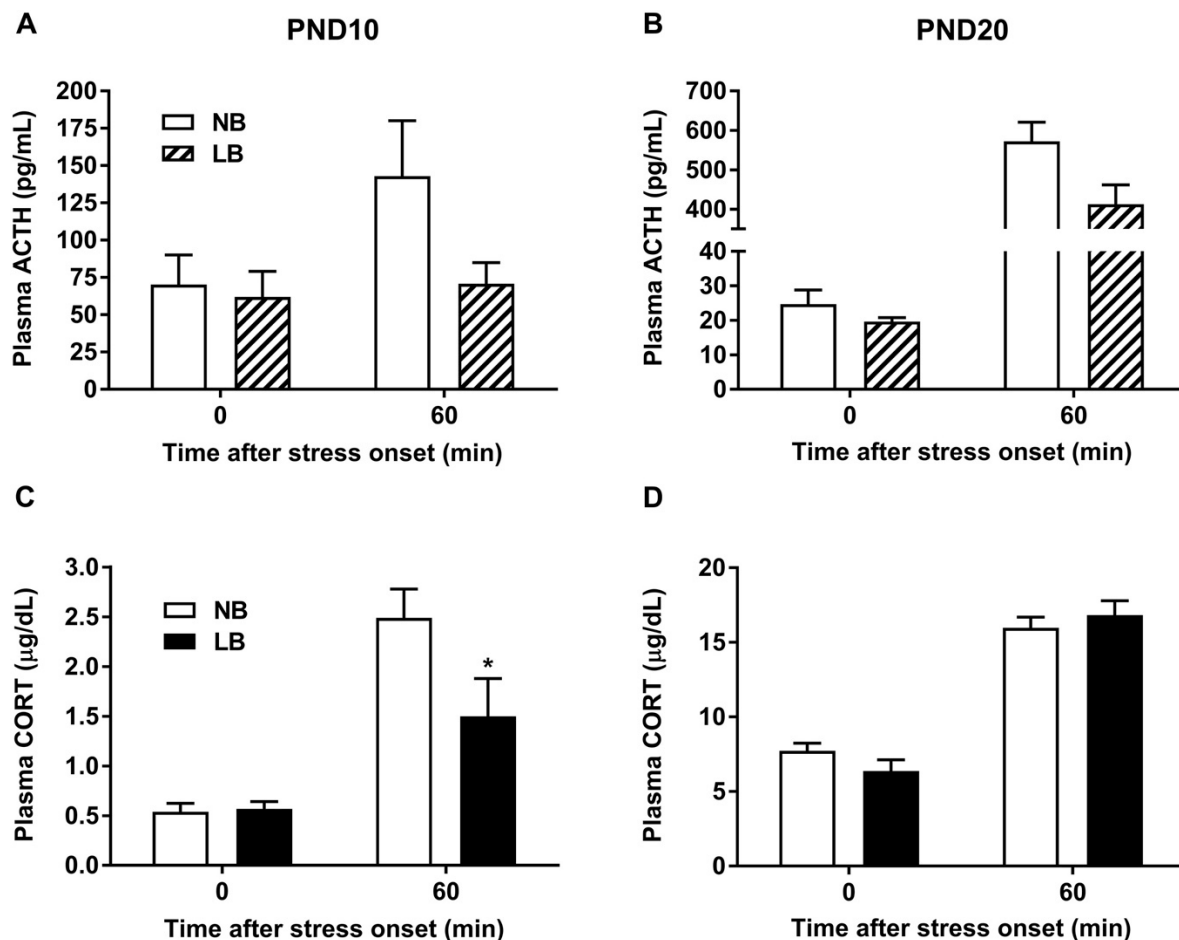 A
PND10
Plasma ACTH (pg/mL)
200
175
150
125
100
75
50
25
0
NB
LB
0
60
Time after stress onset (min)
B
PND20
Plasma ACTH (pg/mL)
700
600
500
400
40
30
20
10
0
0
60
Time after stress onset (min)
C
Plasma CORT (µg/dL)
3.0
2.5
2.0
1.5
1.0
0.5
0.0
NB
LB
*
0
60
Time after stress onset (min)
D
Plasma CORT (µg/dL)
20
15
10
5
0
0
60
Time after stress onset (min)